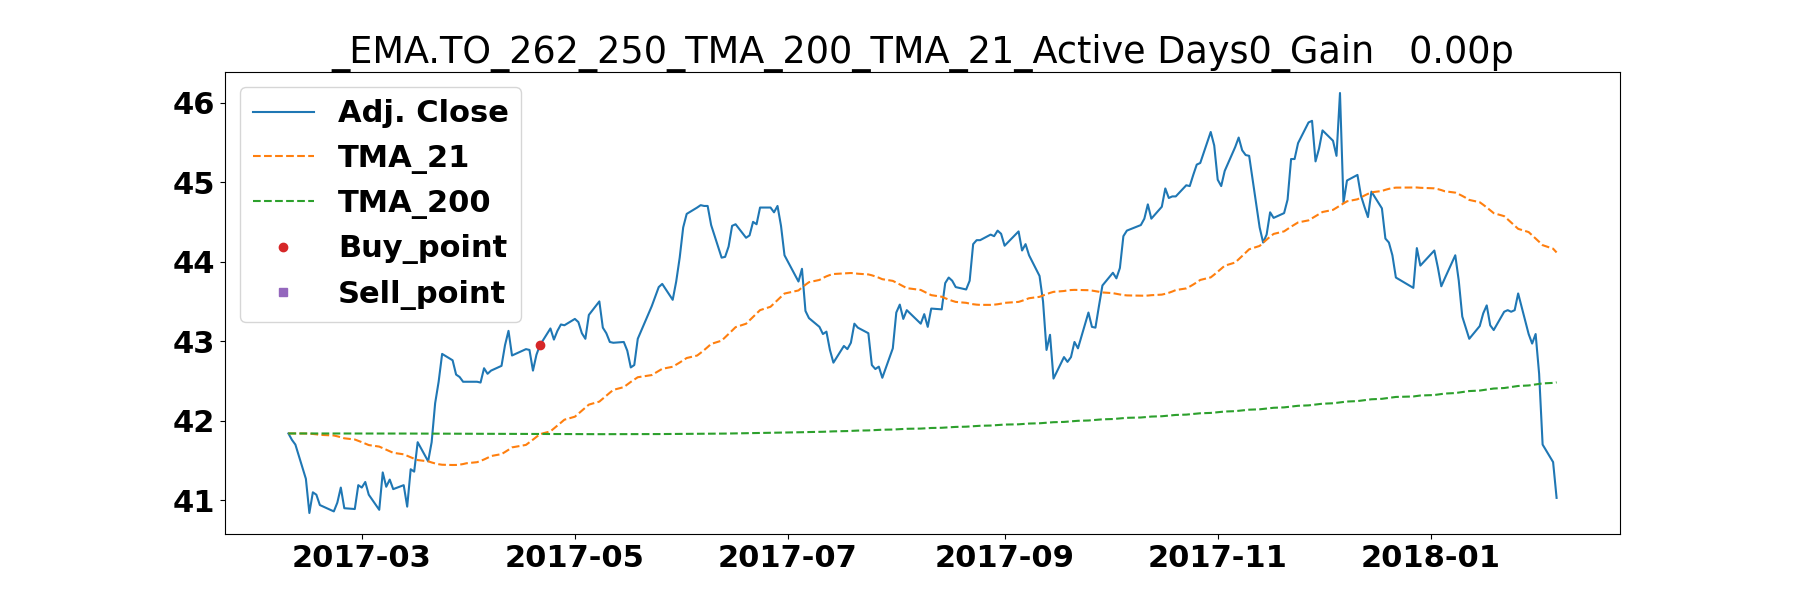 _EMA.TO_262_250_TMA_200_TMA_21_Active Days0_Gain   0.00p
Adj. Close
TMA_21
TMA_200
Buy_point
Sell_point
46
45
44
43
42
41
2017-03 2017-05 2017-07 2017-09 2017-11 2018-01